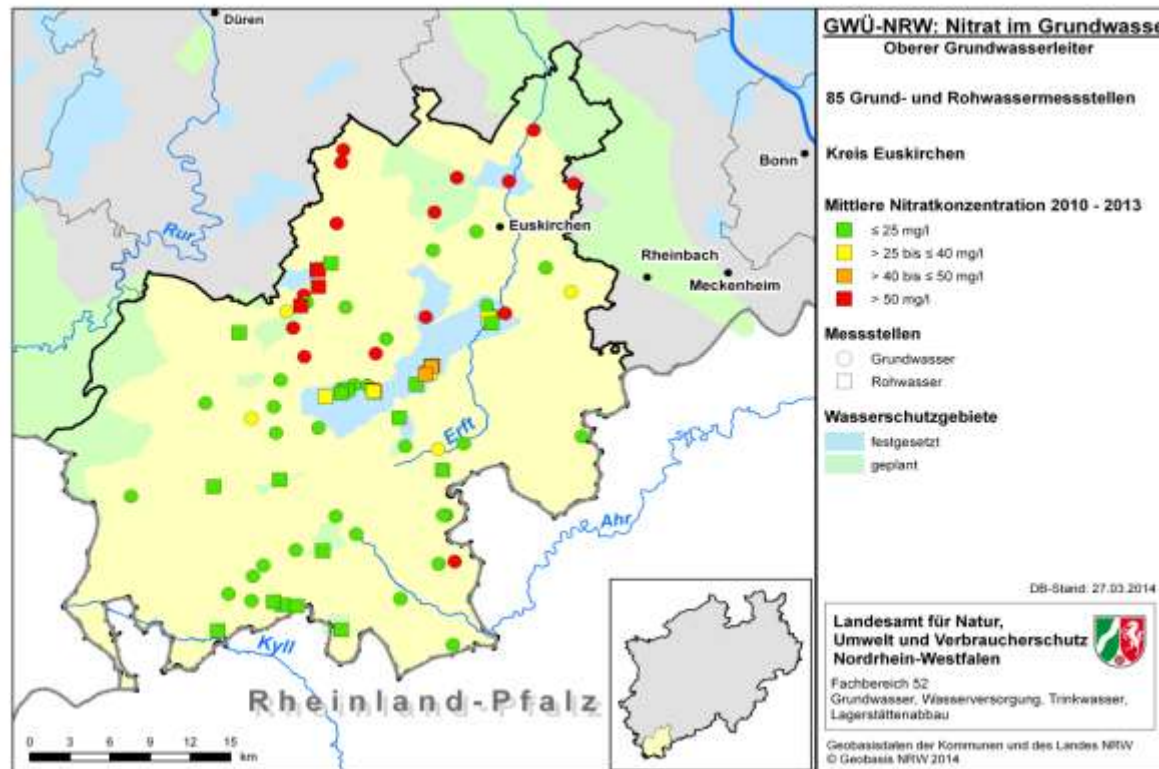 Düren
Bonn
Rur
Euskirchen
Rheinbach
Meckenheim
Erft
Ahr
Kyll
Rheinland-Pfalz
0 3 6 9 12 15
km
GWÜ-NRW: Nitrat im Grundwasse
Oberer Grundwasserleiter
85 Grund- und Rohwassermessstellen
Kreis Euskirchen
Mittlere Nitratkonzentration 2010 - 2013
≤ 25 mg/l
> 25 bis ≤ 40 mg/l
> 40 bis ≤ 50 mg/l
> 50 mg/l
Messstellen
Grundwasser
Rohwasser
Wasserschutzgebiete
festgesetzt
geplant
DB-Stand: 27.03.2014
Landesamt für Natur,
Umwelt und Verbraucherschutz
Nordrhein-Westfalen
Fachbereich 52
Grundwasser, Wasserversorgung, Trinkwasser,
Lagerstättenabbau
Geobasisdaten der Kommunen und des Landes NRW
© Geobasis NRW 2014